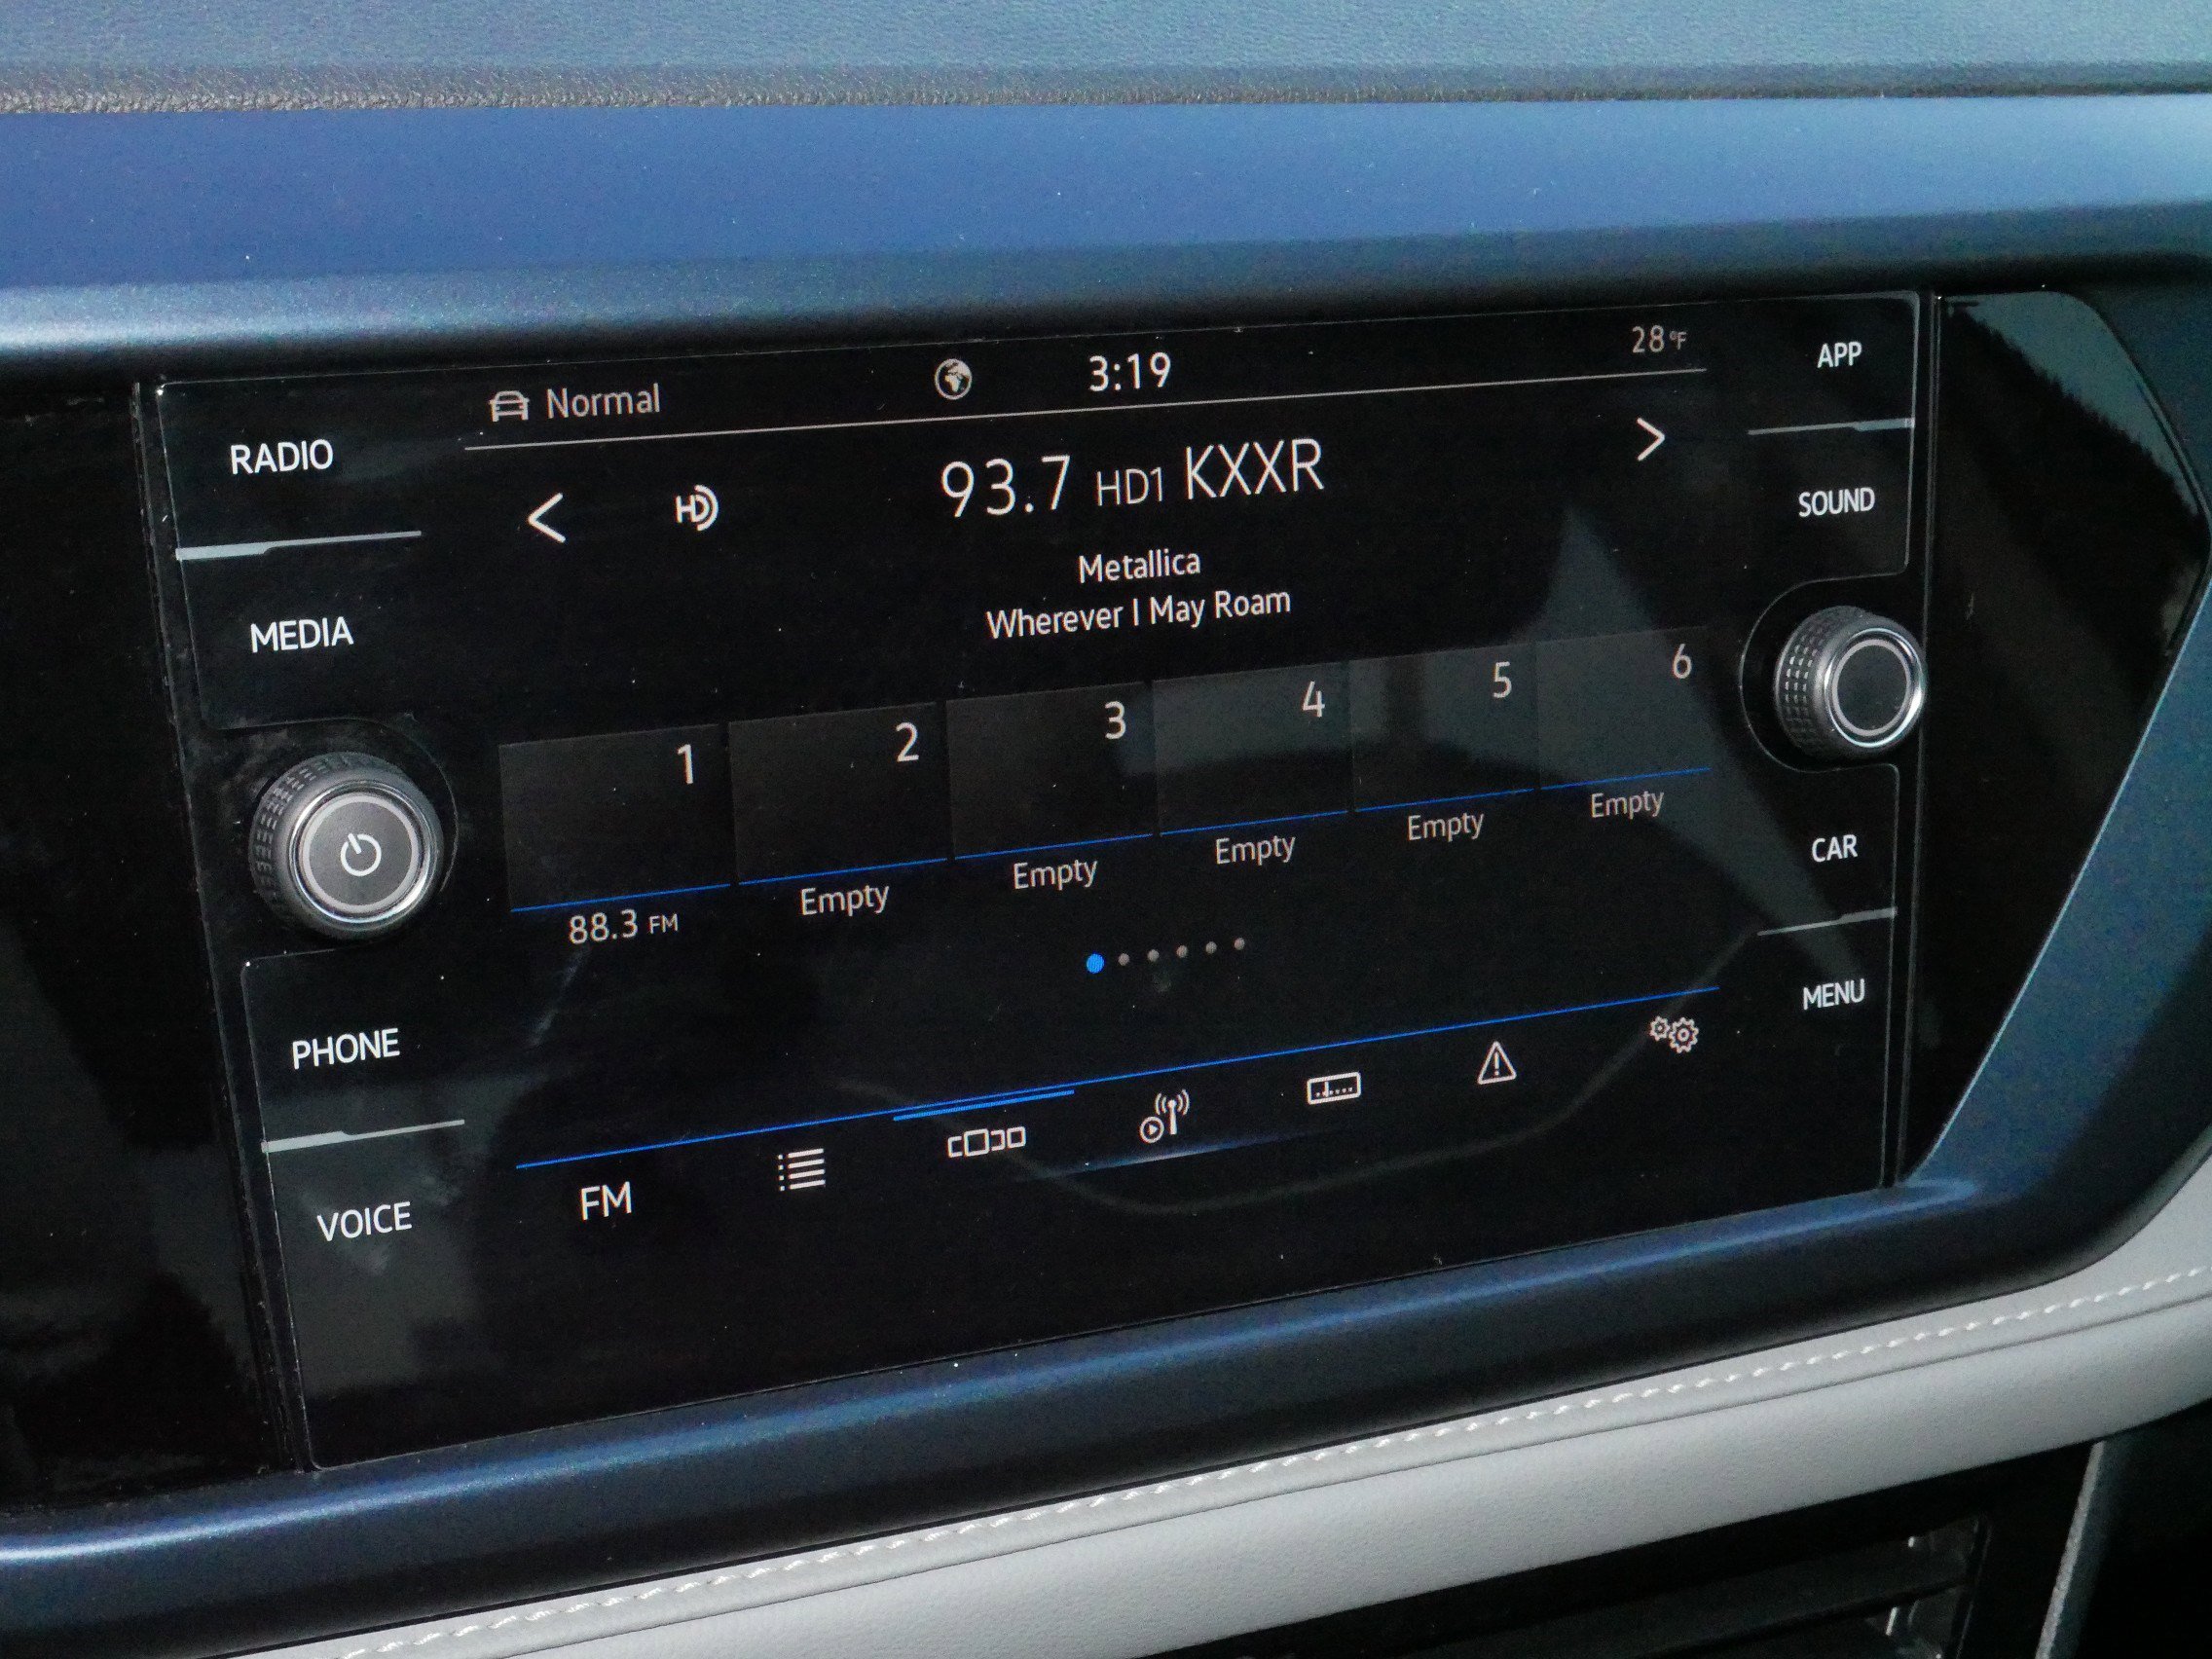 Normal 3:19 28°F
RADIO
MEDIA
PHONE
VOICE
HD
93.7 HD1 KXXR
Metallica
Wherever I May Roam
1 2 3 4 5 6
88.3 FM Empty Empty Empty Empty Empty
FM
APP
SOUND
CAR
MENU